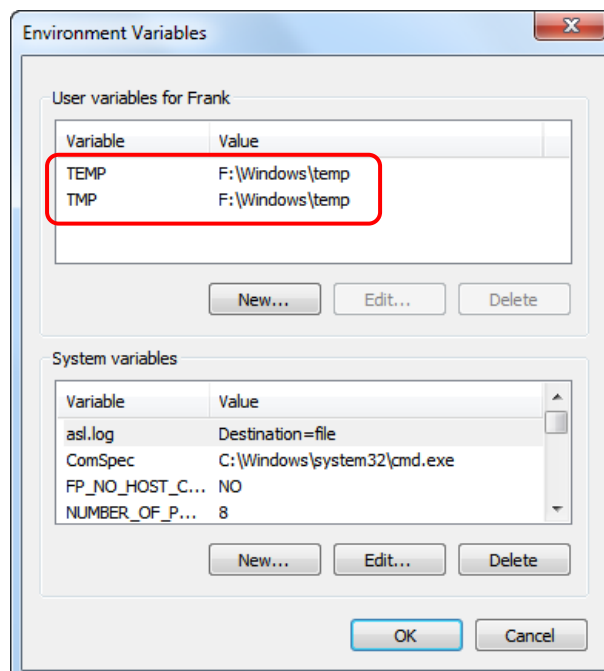 Environment Variables
User variables for Frank
Variable Value
TEMP F:\Windows\temp
TMP F:\Windows\temp
New... Edit... Delete
System variables
Variable Value
asl.log Destination=file
ComSpec C:\Windows\system32\cmd.exe
FP_NO_HOST_C... NO
NUMBER_OF_P... 8
New... Edit... Delete
OK Cancel